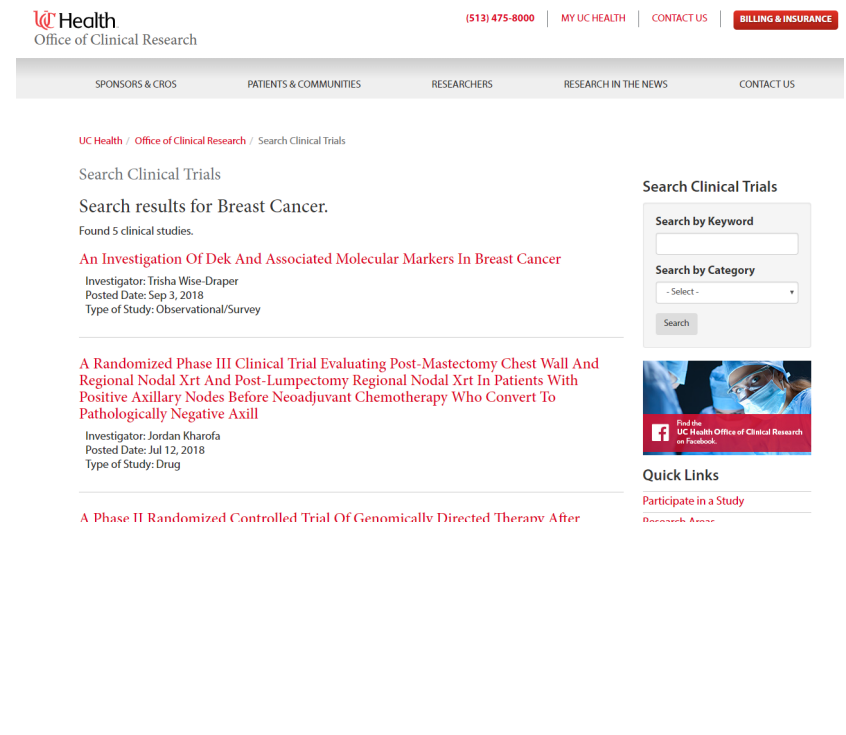 UC Health
Office of Clinical Research
(513) 475-8000
MY UC HEALTH
CONTACT US
BILLING & INSURANCE
SPONSORS & CROS
PATIENTS & COMMUNITIES
RESEARCHERS
RESEARCH IN THE NEWS
CONTACT US
UC Health / Office of Clinical Research / Search Clinical Trials
Search Clinical Trials
Search results for Breast Cancer.
Found 5 clinical studies.
An Investigation Of Dek And Associated Molecular Markers In Breast Cancer
Investigator: Trisha Wise-Draper
Posted Date: Sep 3, 2018
Type of Study: Observational/Survey
A Randomized Phase III Clinical Trial Evaluating Post-Mastectomy Chest Wall And
Regional Nodal Xrt And Post-Lumpectomy Regional Nodal Xrt In Patients With
Positive Axillary Nodes Before Neoadjuvant Chemotherapy Who Convert To
Pathologically Negative Axill
Investigator: Jordan Kharofa
Posted Date: Jul 12, 2018
Type of Study: Drug
A Phase II Randomized Controlled Trial Of Genomically Directed Therapy After
Search Clinical Trials
Search by Keyword
Search by Category
- Select -
Search
Find the
UC Health Office of Clinical Research
on Facebook.
Quick Links
Participate in a Study
Research Areas